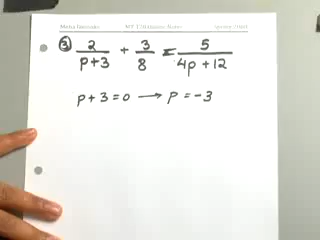 ③ 2/(p+3) + 3/8 = 5/(4p+12)
p+3=0 → p=-3